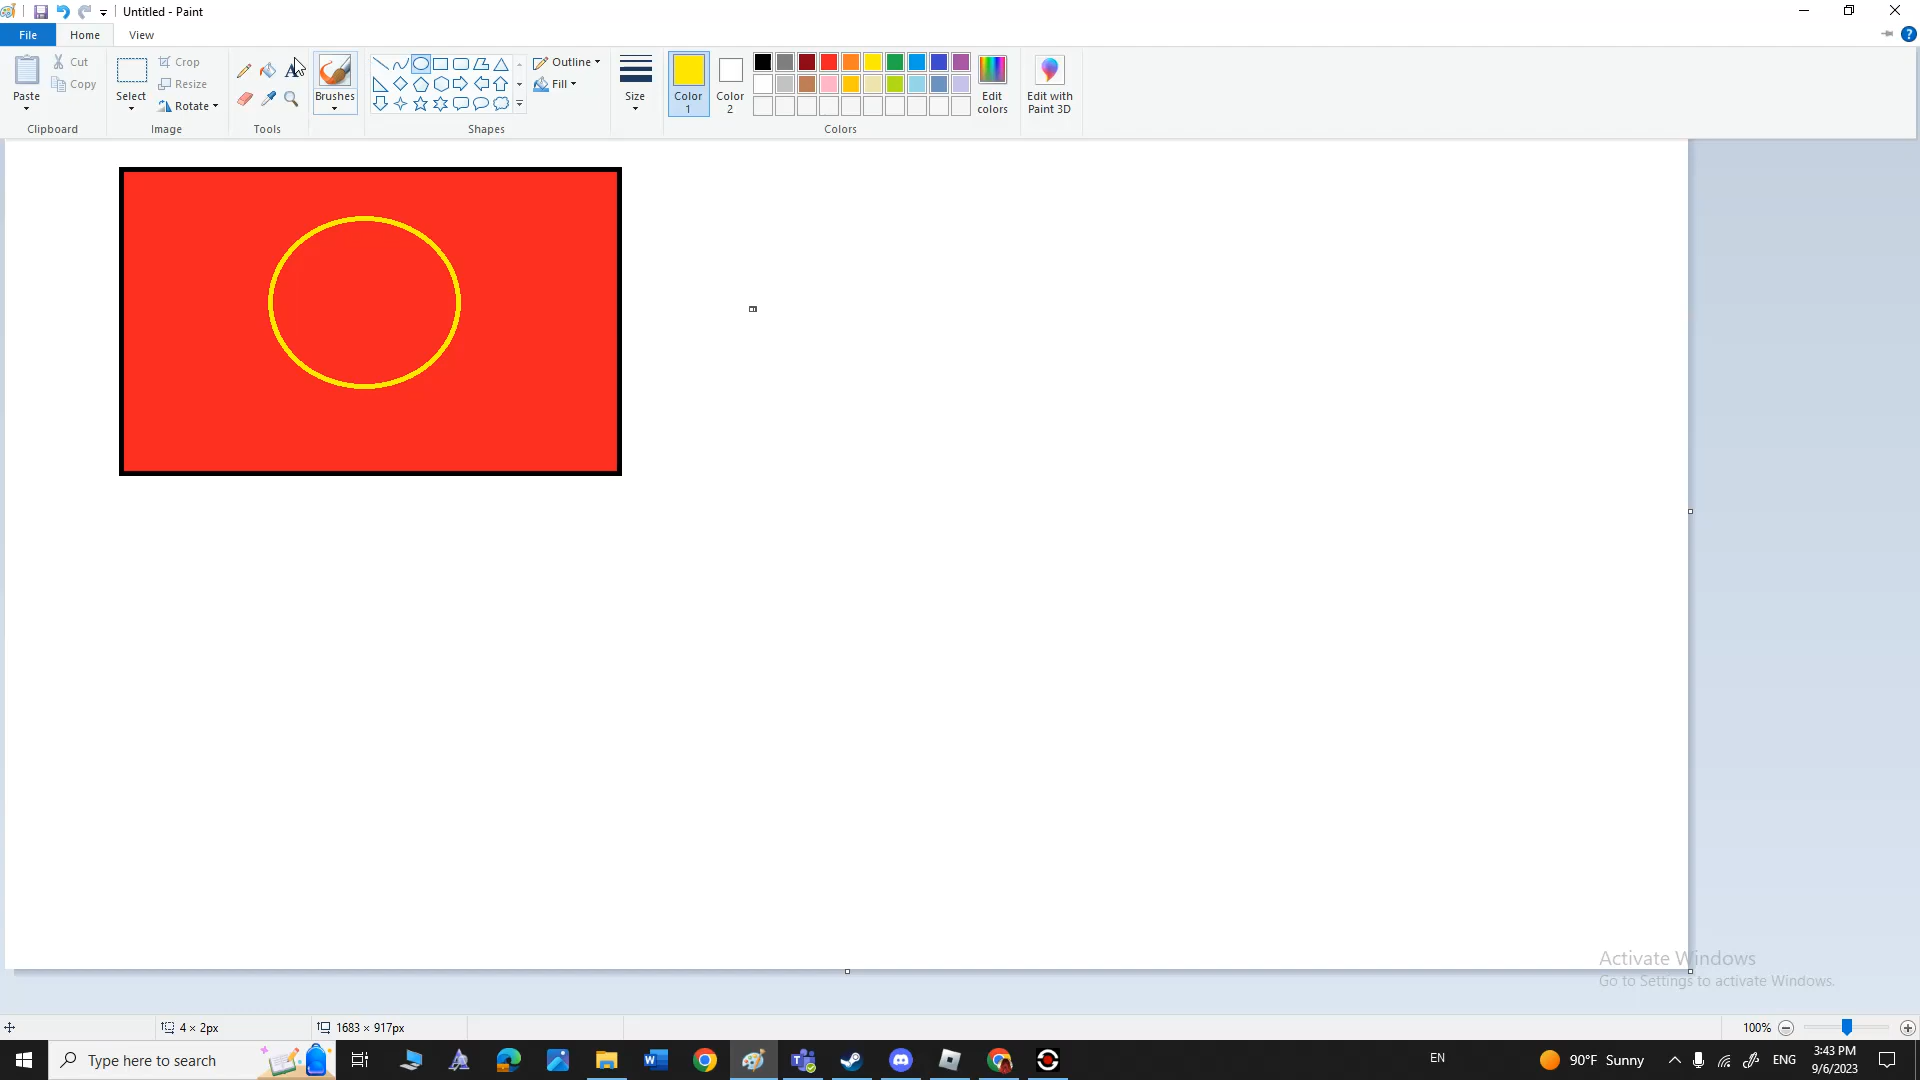 Untitled - Paint
File
Home
View
Paste
Cut
Copy
Clipboard
Select
Crop
Resize
Rotate
Image
A
Tools
Brushes
Shapes
Outline
Fill
Size
Color
1
Color
2
Colors
Edit
colors
Edit with
Paint 3D
?
Activate Windows
Go to Settings to activate Windows.
4 × 2px
1683 × 917px
100%
Type here to search
W
EN
90°F Sunny
ENG
3:43 PM
9/6/2023